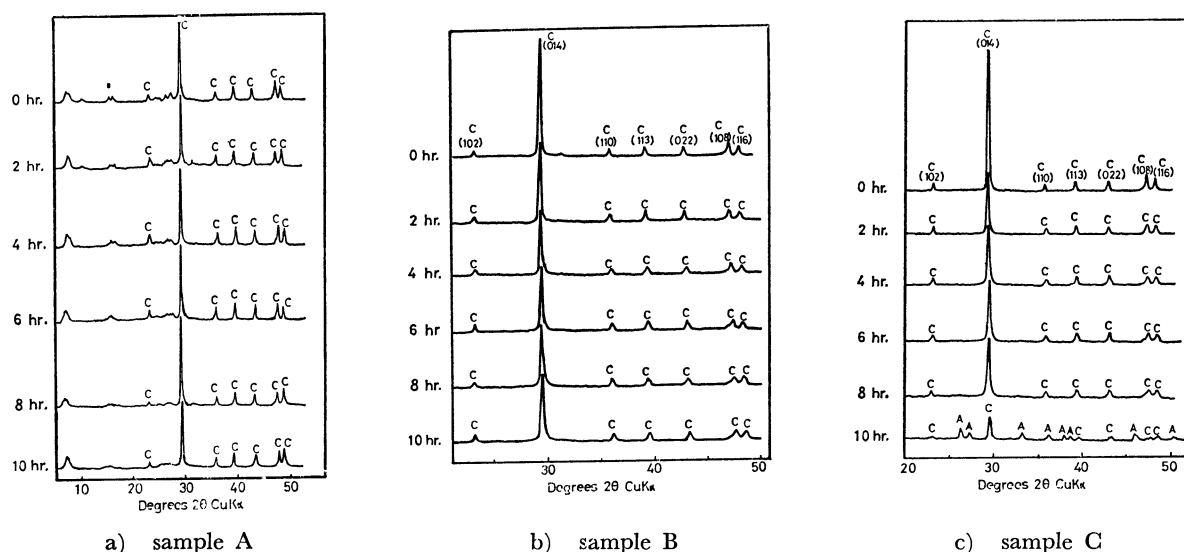 C
C C C C C C
0 hr.
C C C C C C
2 hr.
C C C C C C
4 hr.
C C C C C C
6 hr.
C C C C C C
8 hr.
C C C C C C
10 hr.
10 20 30 40 50
Degrees 2θ CuKα
a) sample A
C
(014)
C C C C C C
(102) (110) (113) (022) (108) (116)
0 hr.
C C C C C C
2 hr.
C C C C C C
4 hr.
C C C C C C
6 hr
C C C C C C
8 hr.
C C C C C C
10 hr.
30 40 50
Degrees 2θ CuKα
b) sample B
C
(014)
C C C C C C
(102) (110) (113) (022) (108) (116)
0 hr.
C C C C C C
2 hr.
C C C C C C
4 hr.
C C C C C C
6 hr.
C C C C C C
8 hr.
C A A C A A A A C C A C C A
10 hr.
20 30 40 50
Degrees 2θ CuKα
c) sample C